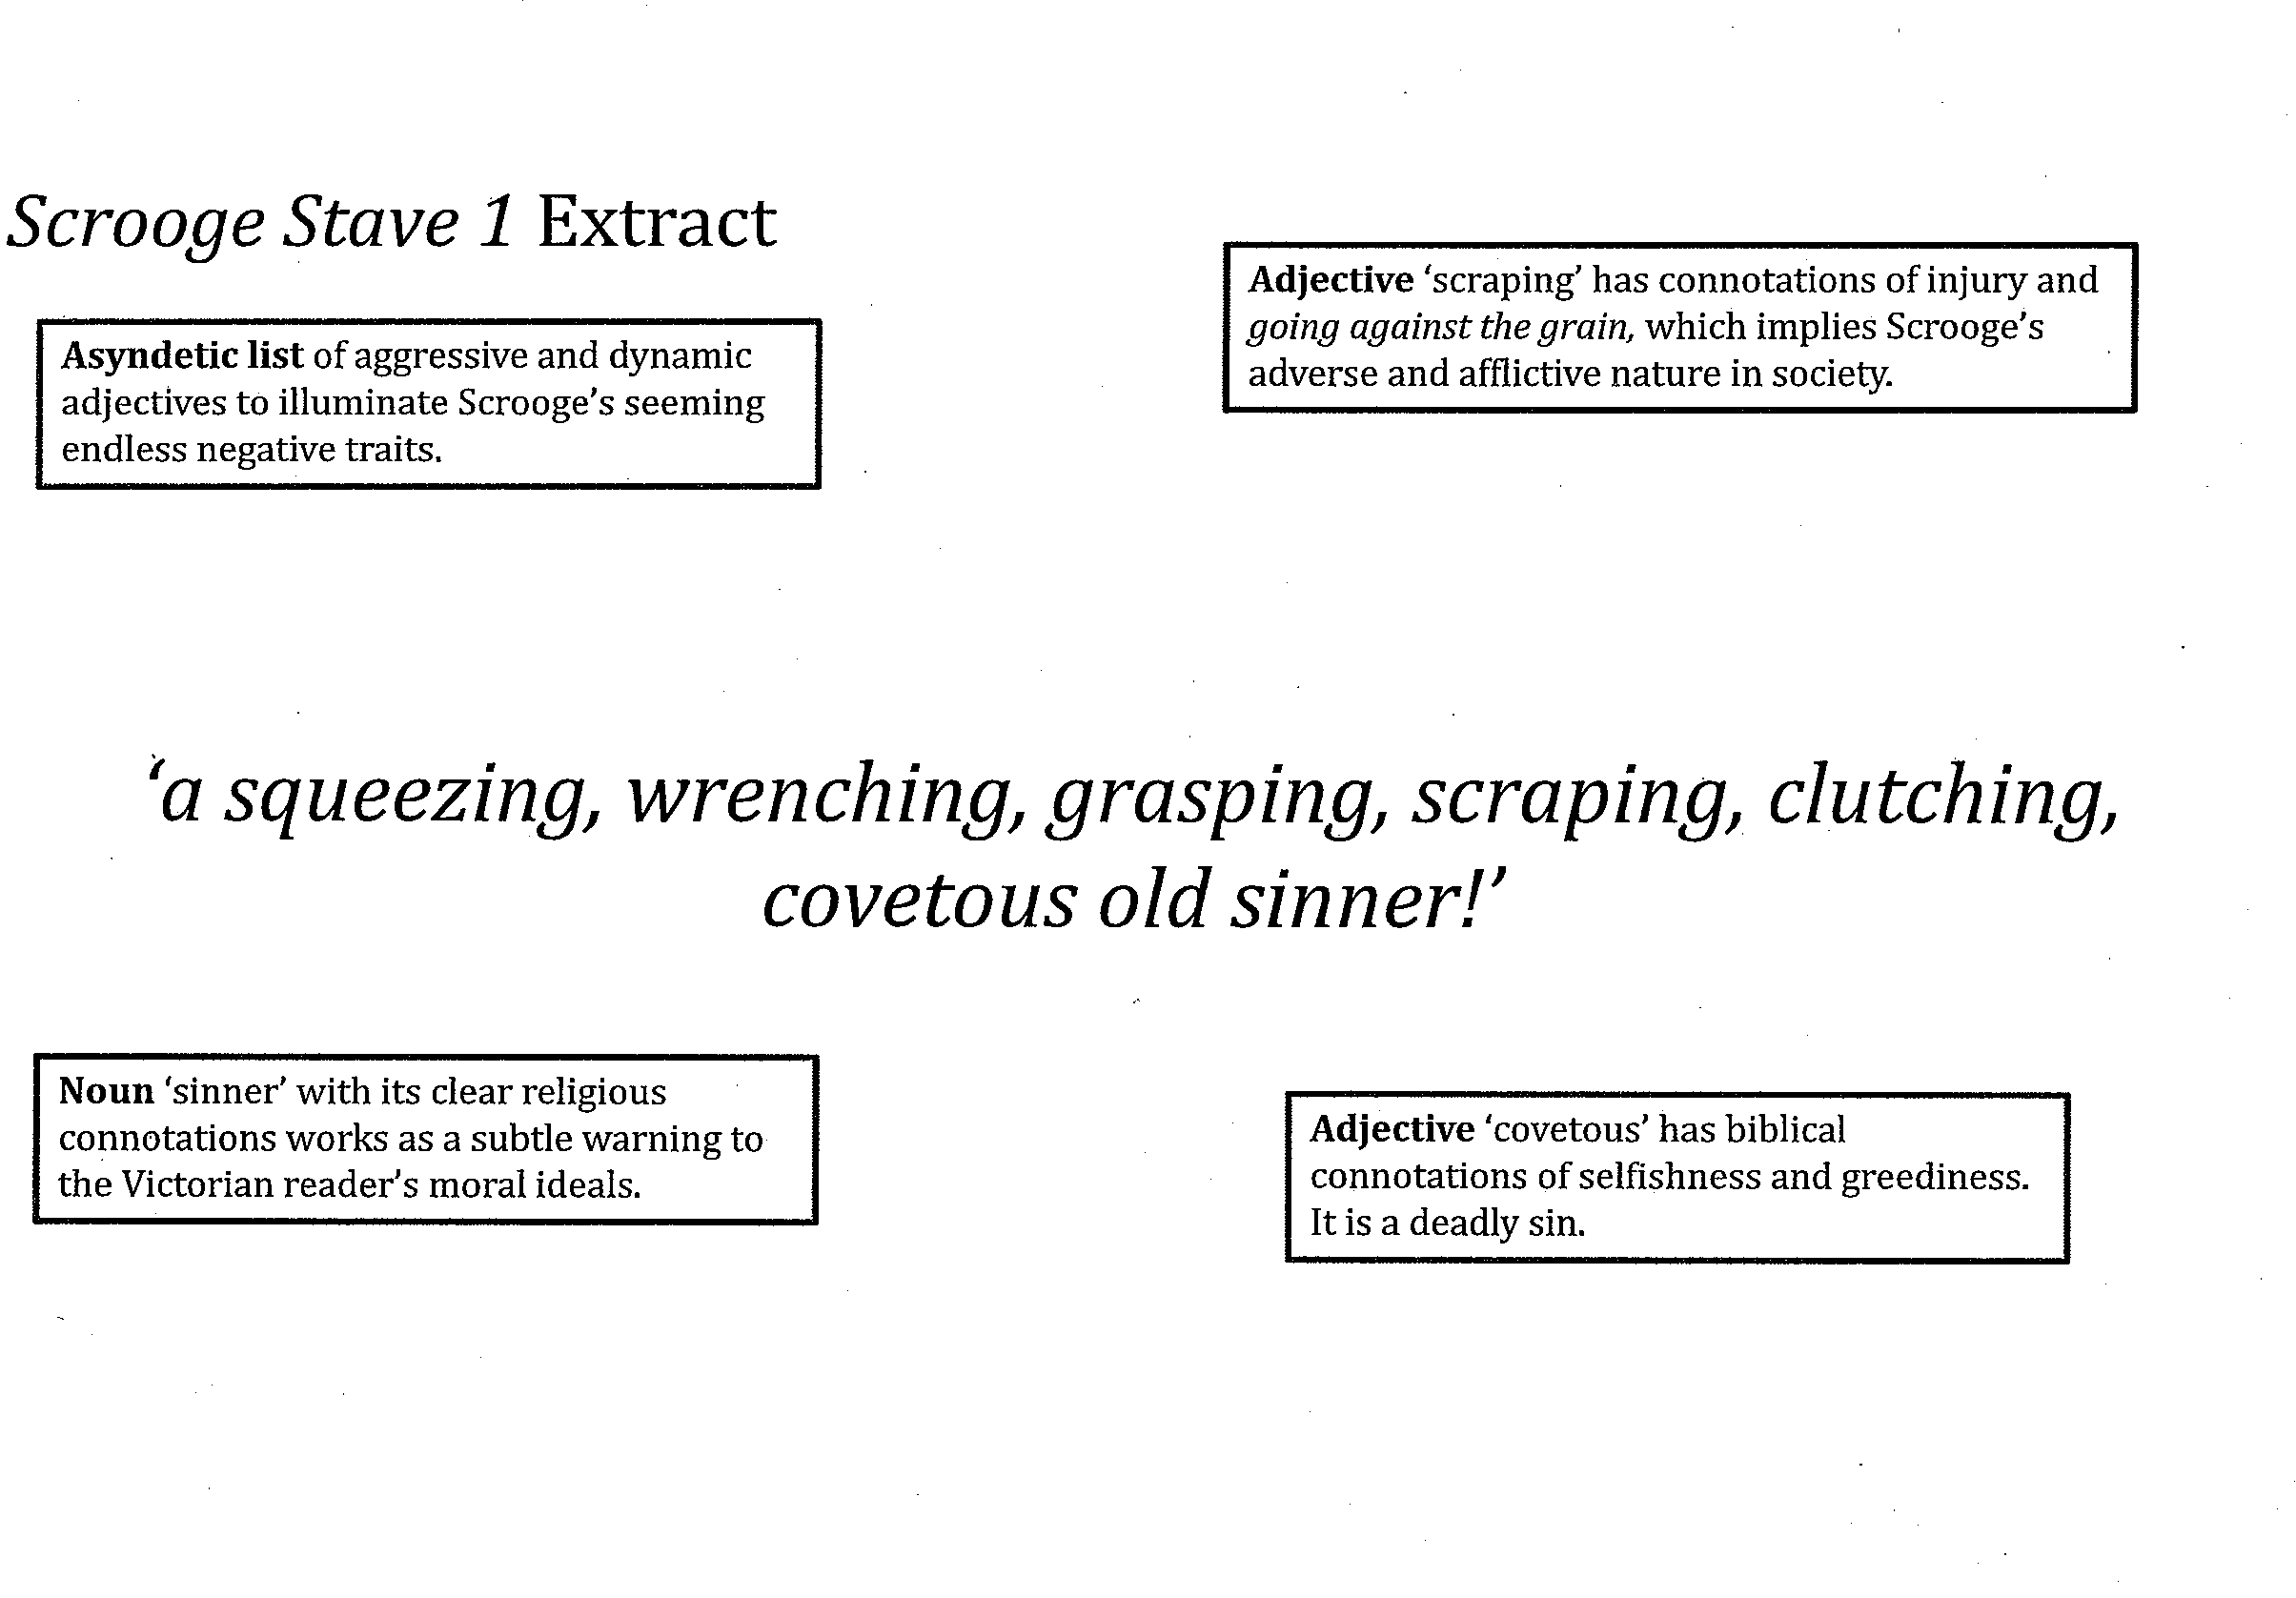 Scrooge Stave 1 Extract
Asyndetic list of aggressive and dynamic
adjectives to illuminate Scrooge's seeming
endless negative traits.
Adjective ‘scraping’ has connotations of injury and
going against the grain, which implies Scrooge's
adverse and afflictive nature in society.
‘a squeezing, wrenching, grasping, scraping, clutching,
covetous old sinner!’
Noun ‘sinner’ with its clear religious
connotations works as a subtle warning to
the Victorian reader's moral ideals.
Adjective ‘covetous’ has biblical
connotations of selfishness and greediness.
It is a deadly sin.